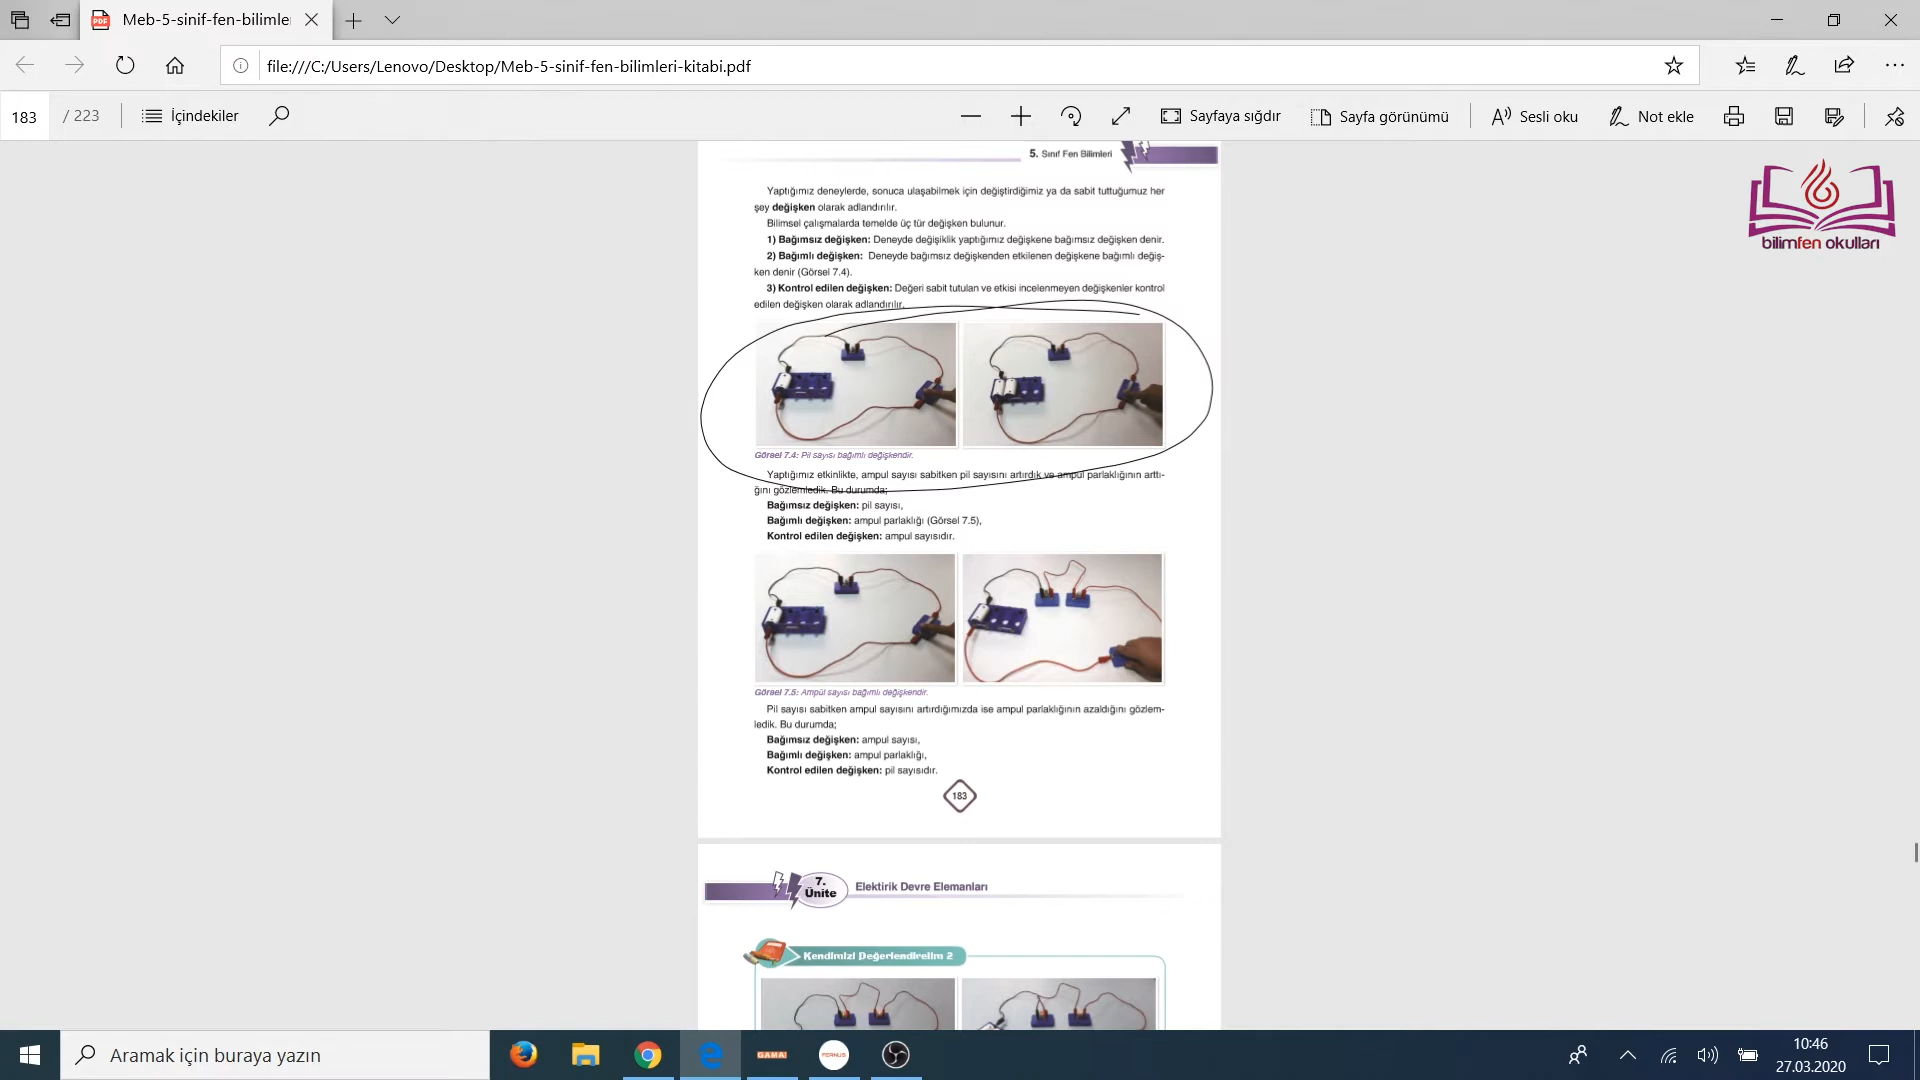 Meb-5-sinif-fen-bilimle
file:///C:/Users/Lenovo/Desktop/Meb-5-sinif-fen-bilimleri-kitabi.pdf
183 / 223 İçindekiler Sayfaya sığdır Sayfa görünümü Sesli oku Not ekle
5. Sınıf Fen Bilimleri
bilimfen okulları
Yaptığımız deneylerde, sonuca ulaşabilmek için değiştirdiğimiz ya da sabit tuttuğumuz her
şey değişken olarak adlandırılır.
Bilimsel çalışmalarda temelde üç tür değişken bulunur.
1) Bağımsız değişken: Deneyde değişiklik yaptığımız değişkene bağımsız değişken denir.
2) Bağımlı değişken: Deneyde bağımsız değişkenden etkilenen değişkene bağımlı değiş-
ken denir (Görsel 7.4).
3) Kontrol edilen değişken: Değeri sabit tutulan ve etkisi incelenmeyen değişkenler kontrol
edilen değişken olarak adlandırılır.
Görsel 7.4: Pil sayısı bağımlı değişkendir.
Yaptığımız etkinlikte, ampul sayısı sabitken pil sayısını artırdık ve ampul parlaklığının arttı-
ğını gözlemledik. Bu durumda;
Bağımsız değişken: pil sayısı,
Bağımlı değişken: ampul parlaklığı (Görsel 7.5),
Kontrol edilen değişken: ampul sayısıdır.
Görsel 7.5: Ampül sayısı bağımlı değişkendir.
Pil sayısı sabitken ampul sayısını artırdığımızda ise ampul parlaklığının azaldığını gözlem-
ledik. Bu durumda;
Bağımsız değişken: ampul sayısı,
Bağımlı değişken: ampul parlaklığı,
Kontrol edilen değişken: pil sayısıdır.
183
7.
Ünite
Elektirik Devre Elemanları
Kendimizi Değerlendirelim 2
Aramak için buraya yazın
GAMA
FERNUS
10:46
27.03.2020